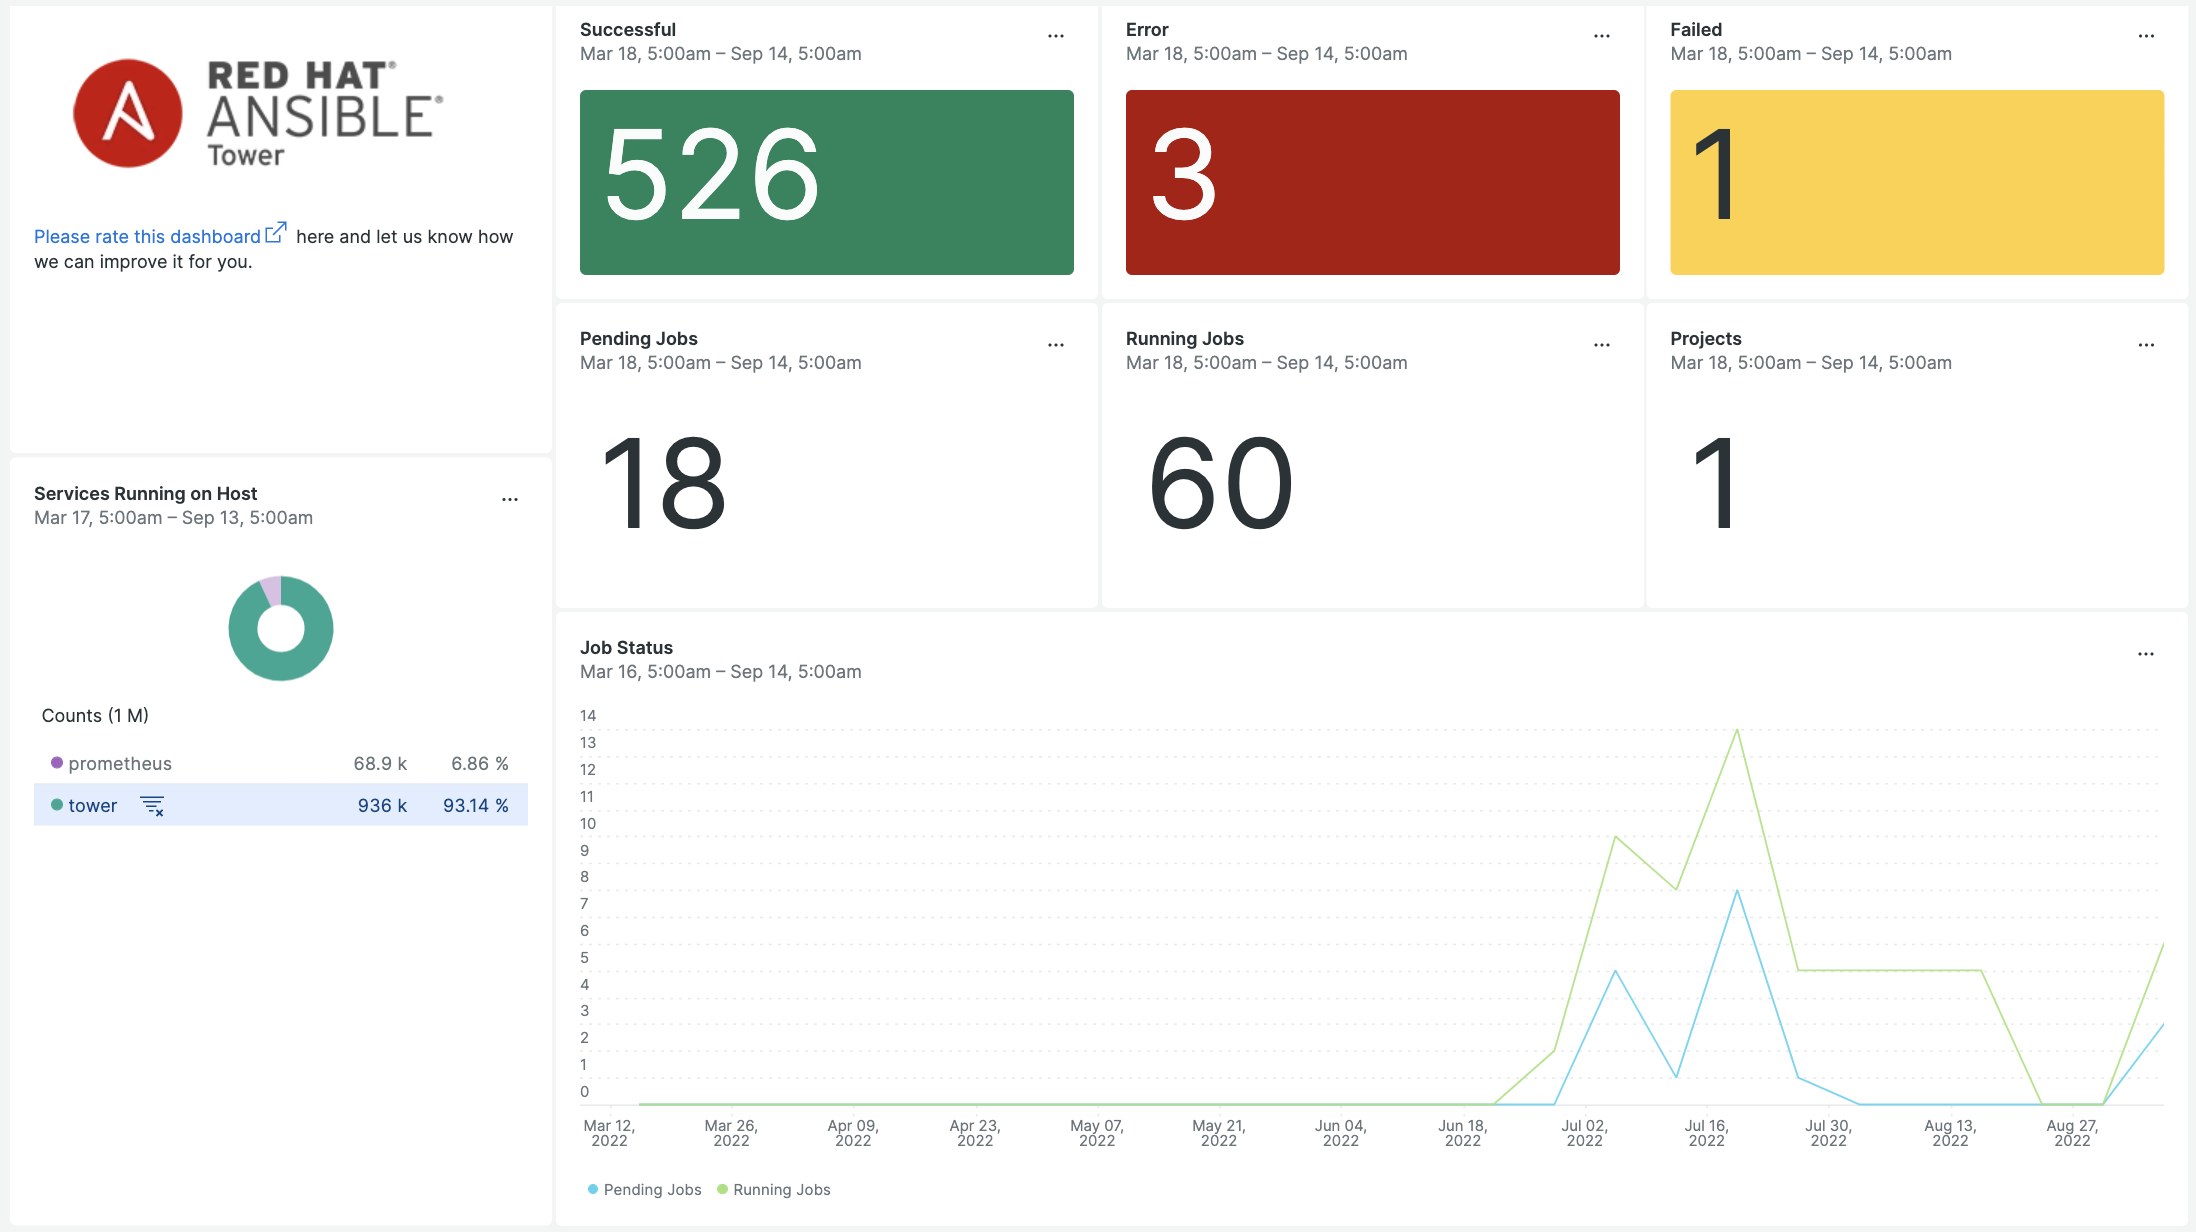 RED HAT®
ANSIBLE®
Tower
Please rate this dashboard here and let us know how
we can improve it for you.
Successful
Mar 18, 5:00am – Sep 14, 5:00am
526
Error
Mar 18, 5:00am – Sep 14, 5:00am
3
Failed
Mar 18, 5:00am – Sep 14, 5:00am
1
Pending Jobs
Mar 18, 5:00am – Sep 14, 5:00am
18
Running Jobs
Mar 18, 5:00am – Sep 14, 5:00am
60
Projects
Mar 18, 5:00am – Sep 14, 5:00am
1
Services Running on Host
Mar 17, 5:00am – Sep 13, 5:00am
Counts (1 M)
prometheus 68.9 k 6.86 %
tower 936 k 93.14 %
Job Status
Mar 16, 5:00am – Sep 14, 5:00am
14
13
12
11
10
9
8
7
6
5
4
3
2
1
0
Mar 12, Mar 26, Apr 09, Apr 23, May 07, May 21, Jun 04, Jun 18, Jul 02, Jul 16, Jul 30, Aug 13, Aug 27,
2022 2022 2022 2022 2022 2022 2022 2022 2022 2022 2022 2022 2022
Pending Jobs Running Jobs